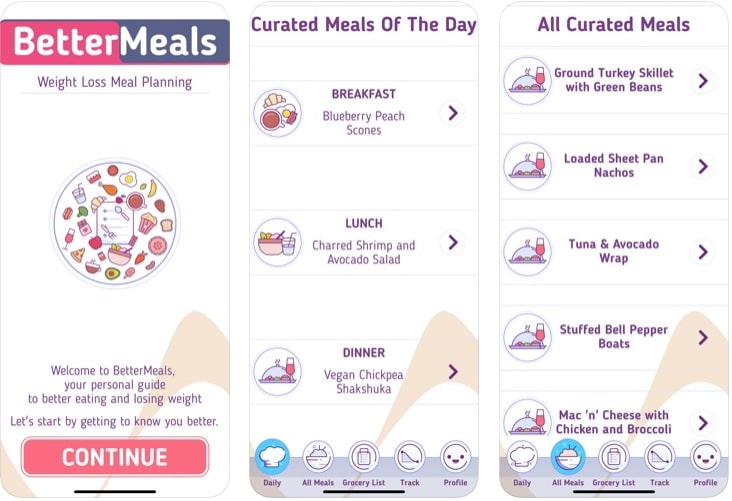 BetterMeals
Weight Loss Meal Planning
Welcome to BetterMeals,
your personal guide
to better eating and losing weight
Let's start by getting to know you better.
CONTINUE
Curated Meals Of The Day
BREAKFAST
Blueberry Peach
Scones
LUNCH
Charred Shrimp and
Avocado Salad
DINNER
Vegan Chickpea
Shakshuka
Daily
All Meals
Grocery List
Track
Profile
All Curated Meals
Ground Turkey Skillet
with Green Beans
Loaded Sheet Pan
Nachos
Tuna & Avocado
Wrap
Stuffed Bell Pepper
Boats
Mac 'n' Cheese with
Chicken and Broccoli
Daily
All Meals
Grocery List
Track
Profile